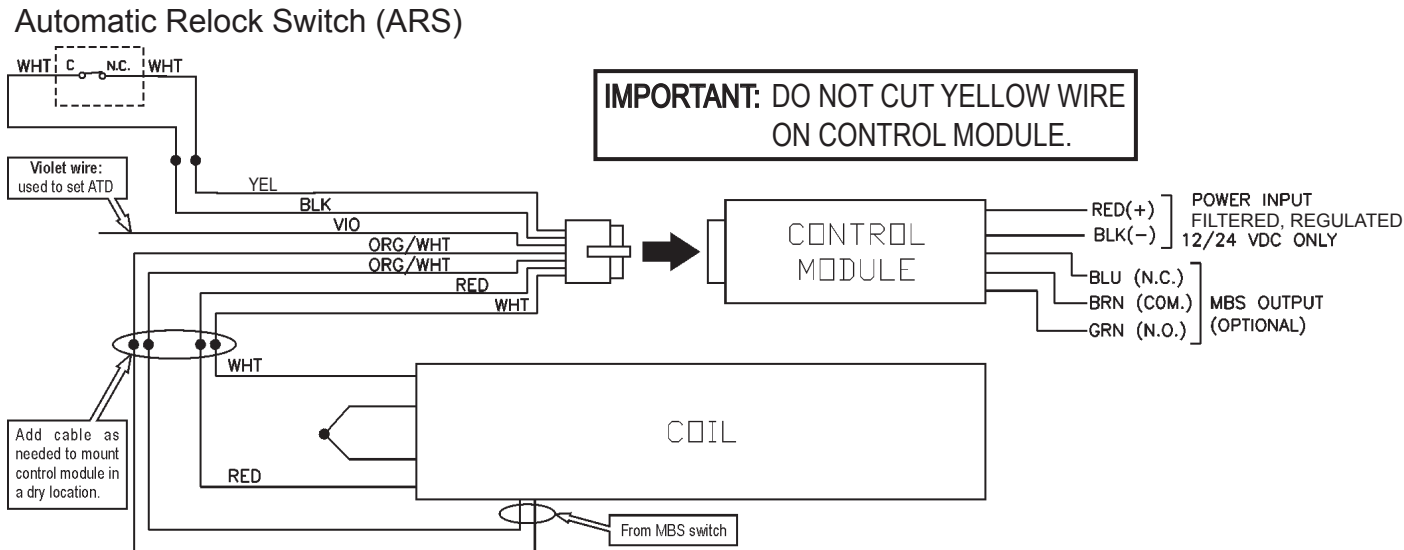 Automatic Relock Switch (ARS)
WHT C N.C. WHT
IMPORTANT: DO NOT CUT YELLOW WIRE
ON CONTROL MODULE.
Violet wire:
used to set ATD
YEL
BLK
VIO
ORG/WHT
ORG/WHT
RED
WHT
CONTROL
MODULE
RED(+)
BLK(-)
POWER INPUT
FILTERED, REGULATED
12/24 VDC ONLY
BLU (N.C.)
BRN (COM.)
GRN (N.O.)
MBS OUTPUT
(OPTIONAL)
WHT
COIL
RED
Add cable as
needed to mount
control module in
a dry location.
From MBS switch